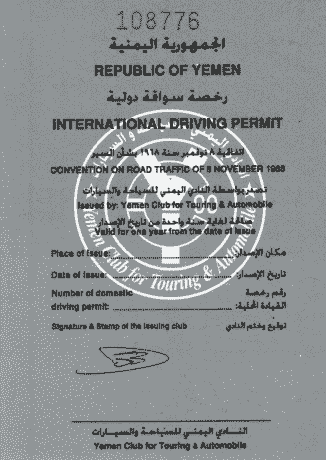 108776
الجمهورية اليمنية
REPUBLIC OF YEMEN
رخصة سواقة دولية
INTERNATIONAL DRIVING PERMIT
اتفاقية ٨ نوفمبر سنة ١٩٦٨ بشأن السير
CONVENTION ON ROAD TRAFFIC OF 8 NOVEMBER 1968
تصدر بواسطة النادي اليمني للسياحة والسيارات
Issued by: Yemen Club for Touring & Automobile
صالحة لغاية سنة واحدة من تاريخ الإصدار
Valid for one year from the date of issue
Place of issue: مكان الإصدار:
Date of issue: تاريخ الإصدار:
Number of domestic رقم رخصة
driving permit: القيادة المحلية:
Signature & Stamp of the issuing club توقيع وختم النادي
Yemen Club for Touring & Automobile
النادي اليمني للسياحة والسيارات
Yemen Club for Touring & Automobile